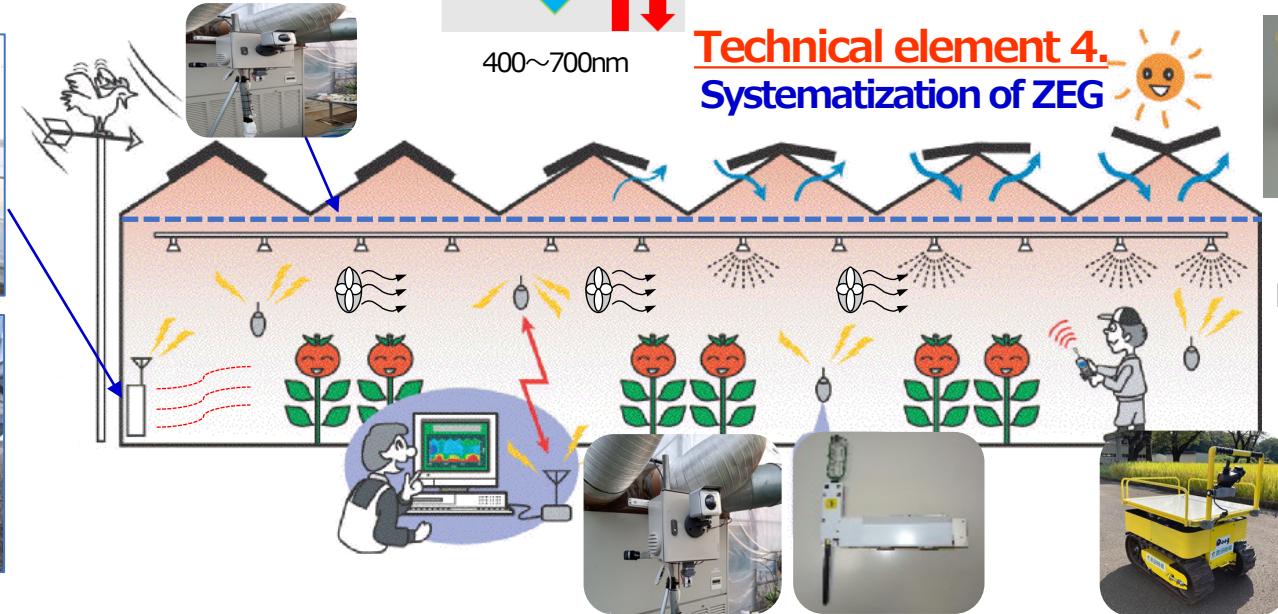 400～700nm
Technical element 4.
Systematization of ZEG